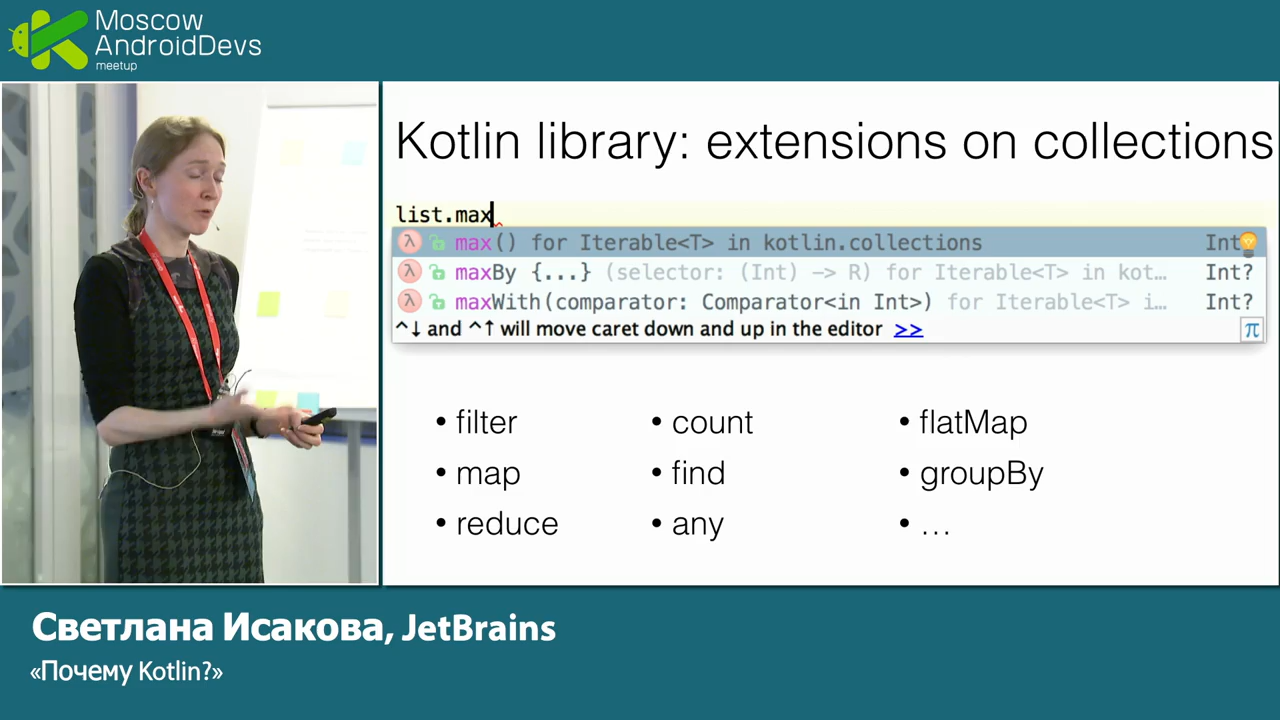 Moscow
AndroidDevs
meetup
Kotlin library: extensions on collections
list.max
max() for Iterable<T> in kotlin.collections Int
maxBy {...} (selector: (Int) -> R) for Iterable<T> in kot… Int?
maxWith(comparator: Comparator<in Int>) for Iterable<T> i… Int?
^↓ and ^↑ will move caret down and up in the editor >>
π
• filter
• map
• reduce
• count
• find
• any
• flatMap
• groupBy
• …
Светлана Исакова, JetBrains
«Почему Kotlin?»